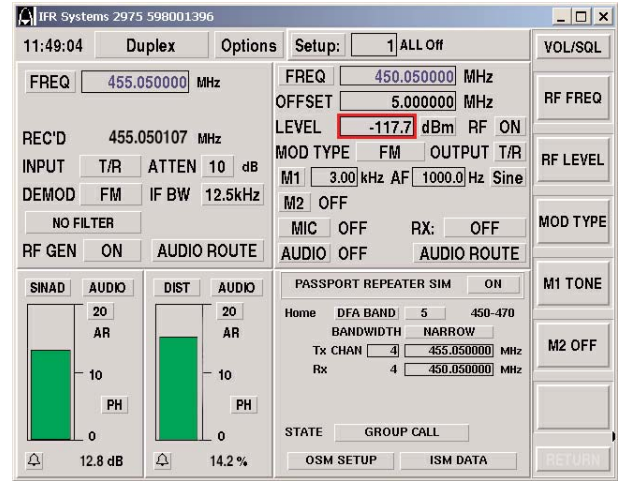 IFR Systems 2975 598001396
11:49:04 Duplex Options Setup: 1 ALL Off
FREQ 455.050000 MHz
REC'D 455.050107 MHz
INPUT T/R ATTEN 10 dB
DEMOD FM IF BW 12.5kHz
NO FILTER
RF GEN ON AUDIO ROUTE
FREQ 450.050000 MHz
OFFSET 5.000000 MHz
LEVEL -117.7 dBm RF ON
MOD TYPE FM OUTPUT T/R
M1 3.00 kHz AF 1000.0 Hz Sine
M2 OFF
MIC OFF RX: OFF
AUDIO OFF AUDIO ROUTE
SINAD AUDIO
20
AR
10
PH
0
12.8 dB
DIST AUDIO
20
AR
10
PH
0
14.2 %
PASSPORT REPEATER SIM ON
Home DFA BAND 5 450-470
BANDWIDTH NARROW
Tx CHAN 4 455.050000 MHz
Rx 4 450.050000 MHz
STATE GROUP CALL
OSM SETUP ISM DATA
VOL/SQL
RF FREQ
RF LEVEL
MOD TYPE
M1 TONE
M2 OFF
RETURN